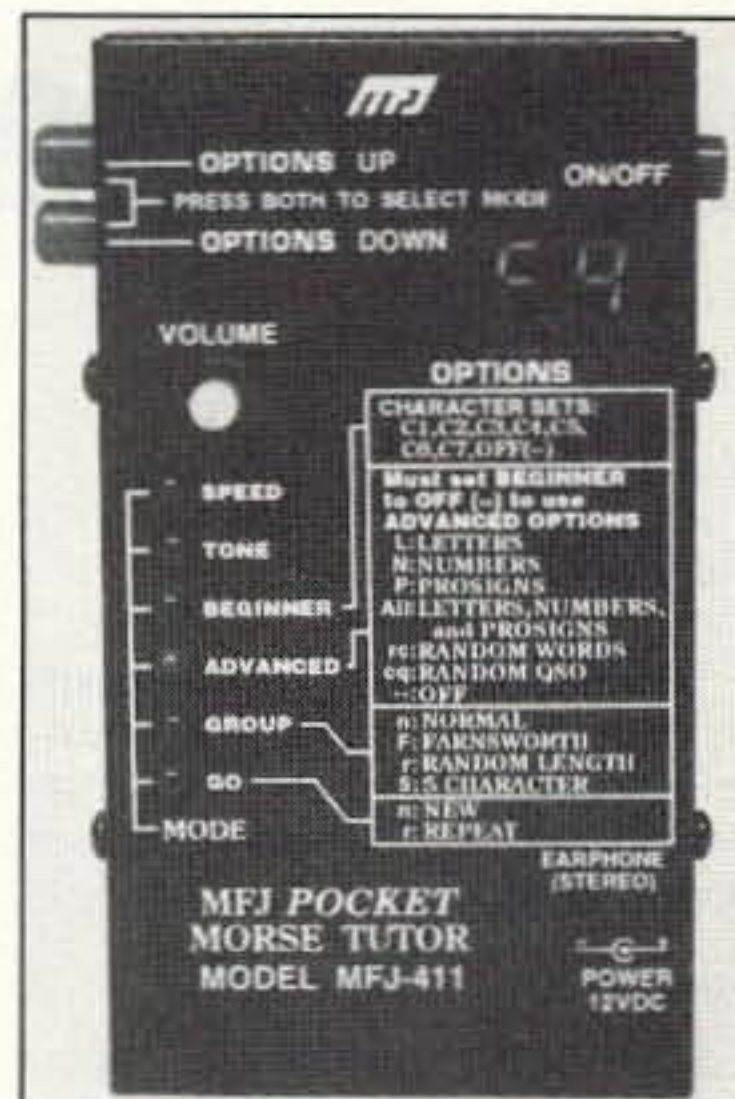 MFJ
OPTIONS UP
ON/OFF
PRESS BOTH TO SELECT MODE
OPTIONS DOWN
cq
VOLUME
OPTIONS
CHARACTER SETS:
C1,C2,C3,C4,C5,
C6,C7,OFF(--)
Must set BEGINNER
to OFF (--) to use
ADVANCED OPTIONS
L:LETTERS
N:NUMBERS
P:PROSIGNS
All:LETTERS,NUMBERS,
and PROSIGNS
rc:RANDOM WORDS
cq:RANDOM QSO
--:OFF
SPEED
TONE
BEGINNER
ADVANCED
GROUP
GO
MODE
n:NORMAL
F:FARNSWORTH
r:RANDOM LENGTH
5:5 CHARACTER
n:NEW
r:REPEAT
EARPHONE
(STEREO)
MFJ POCKET
MORSE TUTOR
MODEL MFJ-411
POWER
12VDC